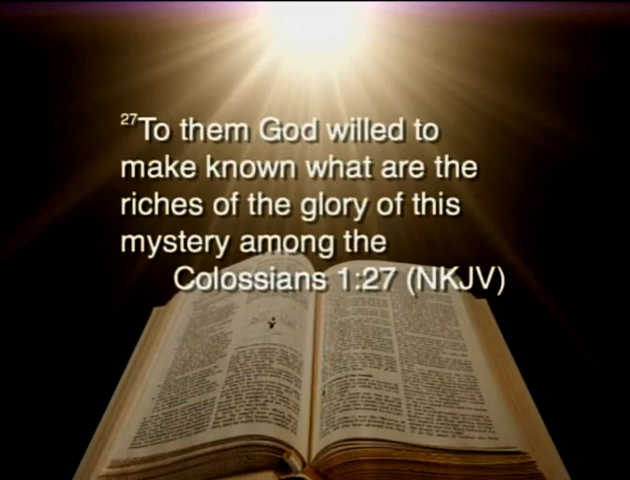 27To them God willed to
make known what are the
riches of the glory of this
mystery among the
Colossians 1:27 (NKJV)